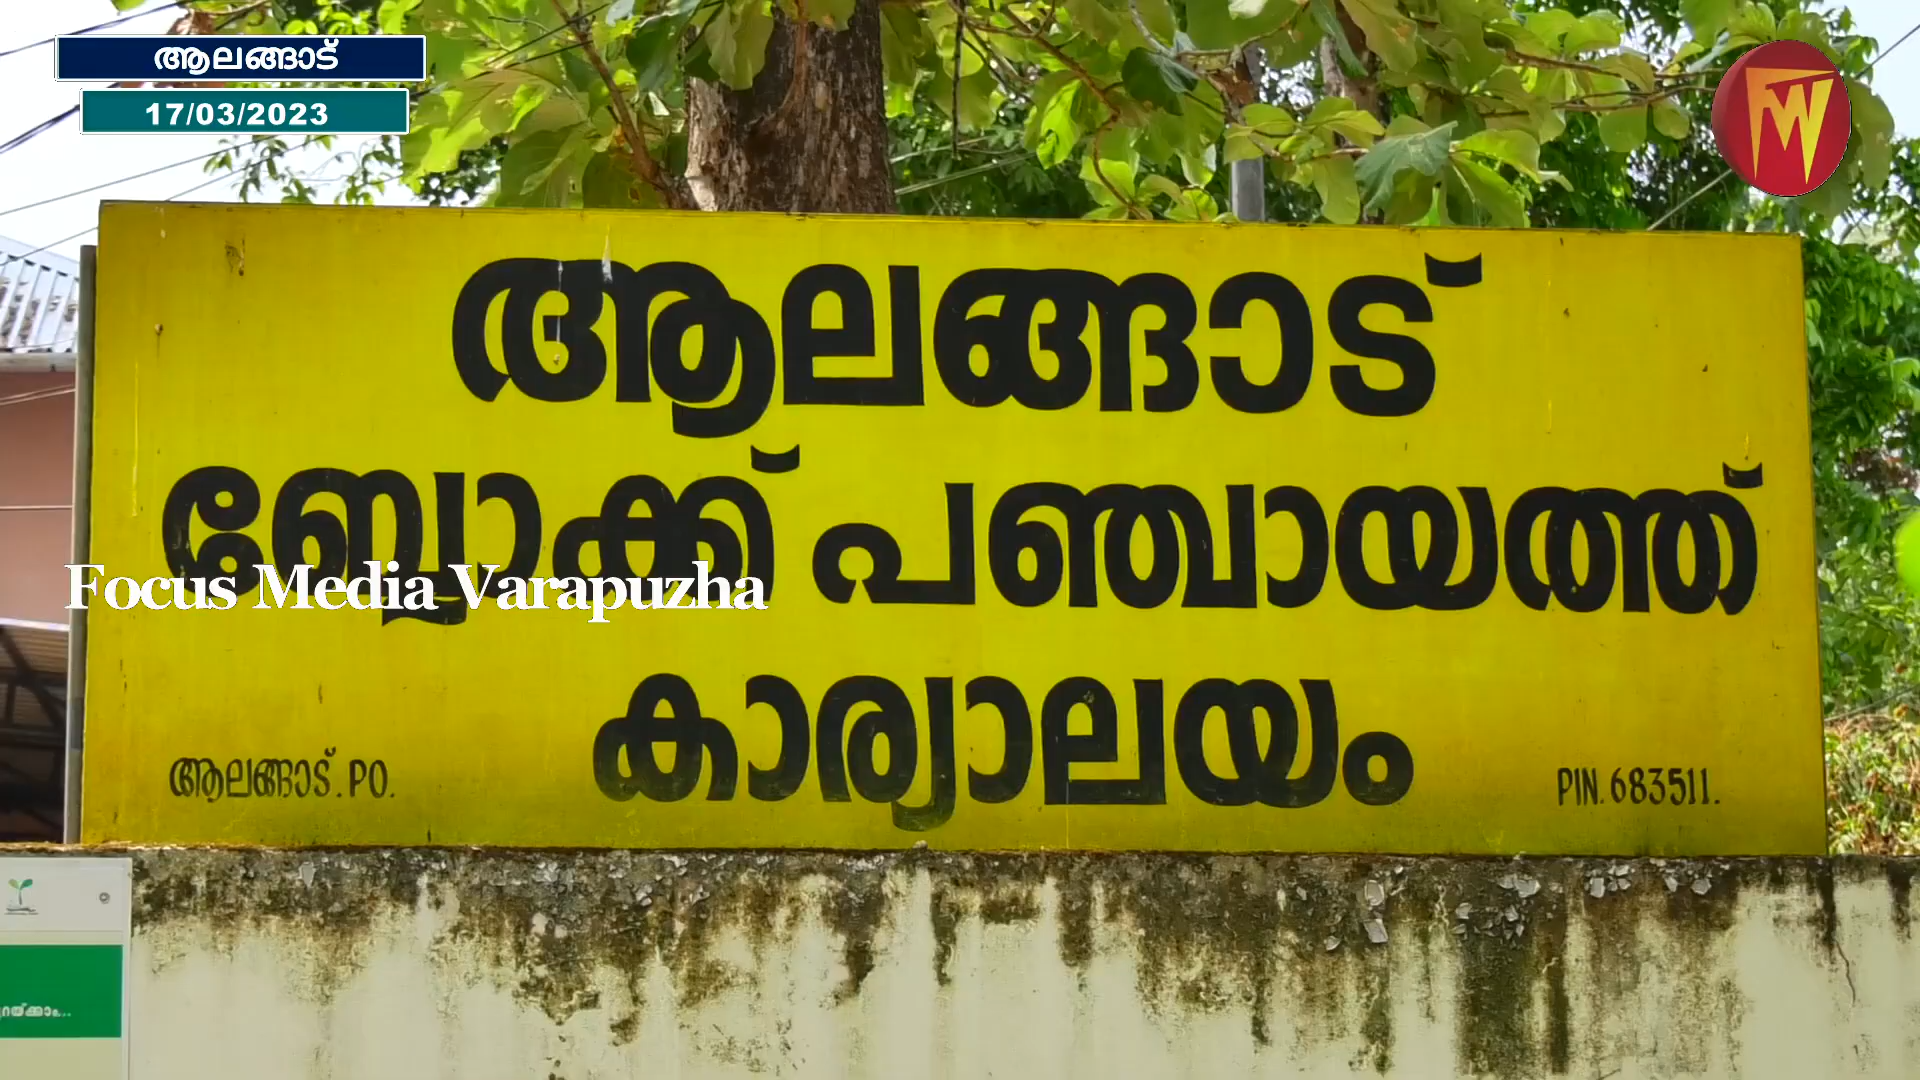 ആലങ്ങാട്
17/03/2023
ആലങ്ങാട്
ബ്ലോക്ക് പഞ്ചായത്ത്
Focus Media Varapuzha
കാര്യാലയം
ആലങ്ങാട്. PO.
PIN. 683511.